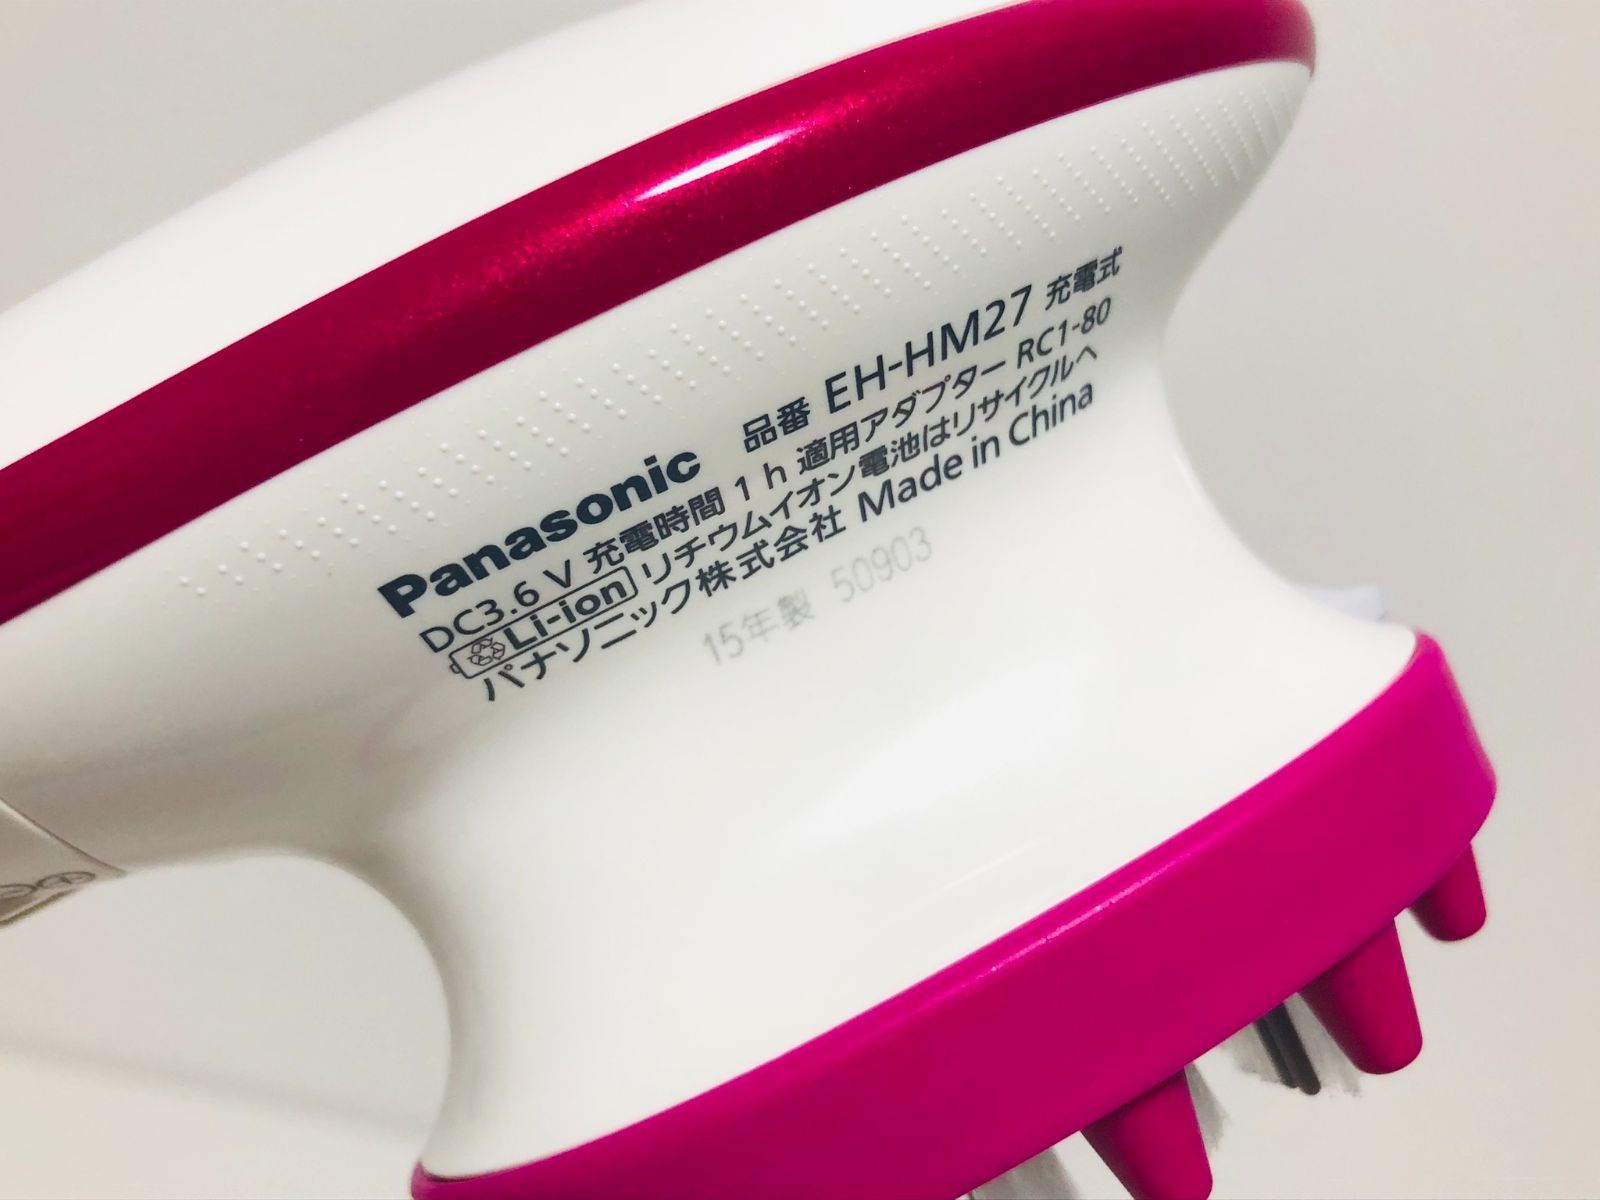 Panasonic 品番 EH-HM27 充電式
DC3.6 V 充電時間 1 h 適用アダプター RC1-80
Li-ion リチウムイオン電池はリサイクルへ
パナソニック株式会社 Made in China
15年製 50903